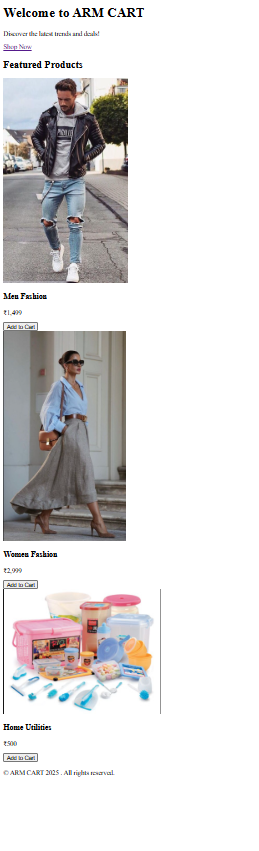 Welcome to ARM CART
Discover the latest trends and deals!
Shop Now
Featured Products
Men Fashion
₹1,499
Add to Cart
Women Fashion
₹2,999
Add to Cart
Home Utilities
₹500
Add to Cart
© ARM CART 2025 . All rights reserved.